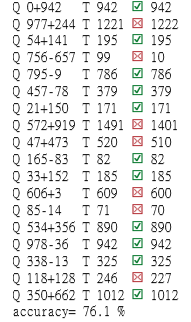 Q 0+942 T 942 ☑ 942
Q 977+244 T 1221 ☒ 1222
Q 54+141 T 195 ☑ 195
Q 756-657 T 99 ☒ 10
Q 795-9 T 786 ☑ 786
Q 457-78 T 379 ☑ 379
Q 21+150 T 171 ☑ 171
Q 572+919 T 1491 ☒ 1401
Q 47+473 T 520 ☒ 510
Q 165-83 T 82 ☑ 82
Q 33+152 T 185 ☑ 185
Q 606+3 T 609 ☒ 600
Q 85-14 T 71 ☒ 70
Q 534+356 T 890 ☑ 890
Q 978-36 T 942 ☑ 942
Q 338-13 T 325 ☑ 325
Q 118+128 T 246 ☒ 227
Q 350+662 T 1012 ☑ 1012
accuracy= 76.1 %